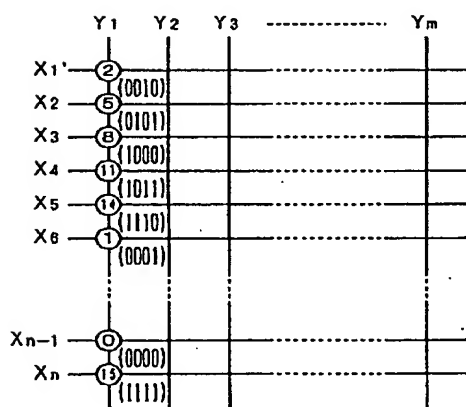 Y1 Y2 Y3 Ym
X1' 2
(0010)
X2 5
(0101)
X3 8
(1000)
X4 11
(1011)
X5 14
(1110)
X6 1
(0001)
Xn-1 0
(0000)
Xn 15
(1111)